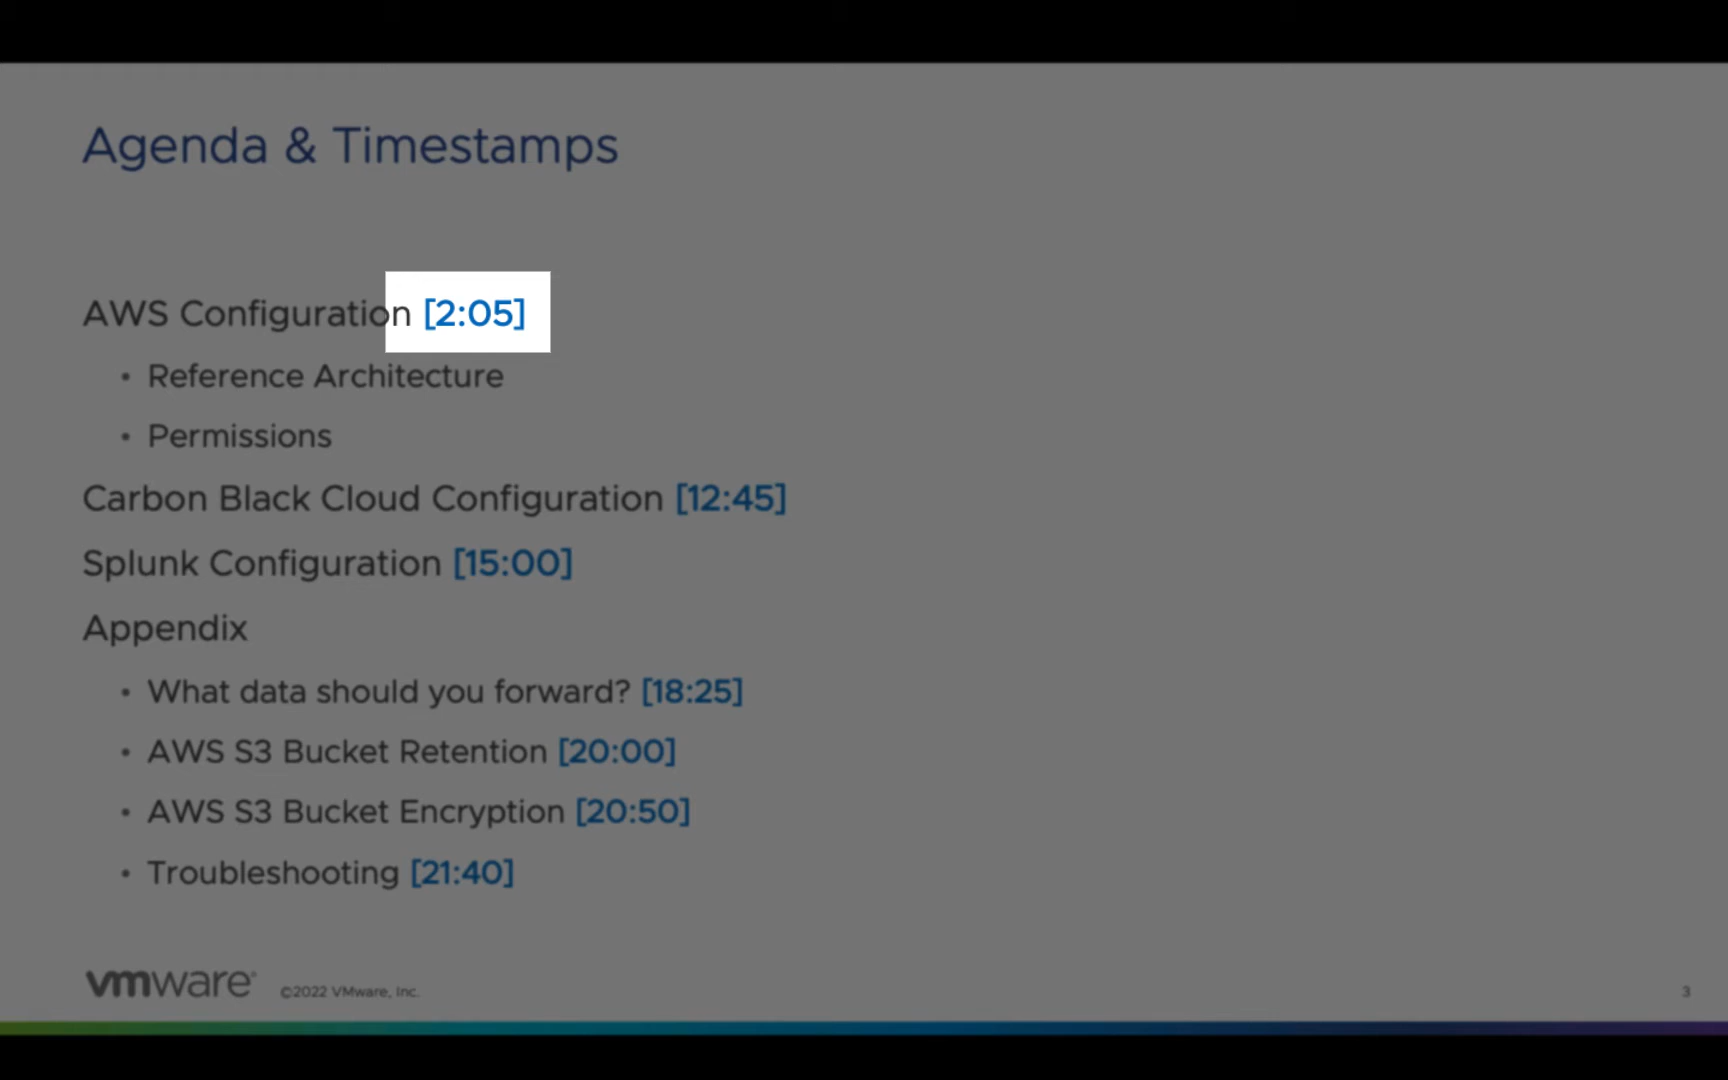 Agenda & Timestamps
AWS Configuration [2:05]
• Reference Architecture
• Permissions
Carbon Black Cloud Configuration [12:45]
Splunk Configuration [15:00]
Appendix
• What data should you forward? [18:25]
• AWS S3 Bucket Retention [20:00]
• AWS S3 Bucket Encryption [20:50]
• Troubleshooting [21:40]
vmware® ©2022 VMware, Inc. 3